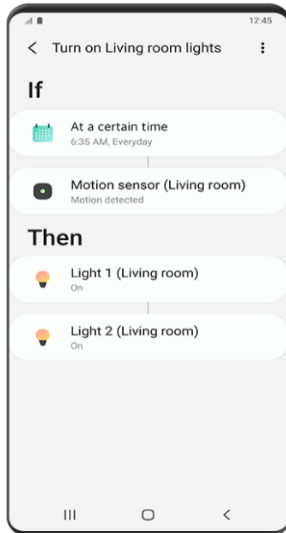 12:45
Turn on Living room lights
If
At a certain time
6:35 AM, Everyday
Motion sensor (Living room)
Motion detected
Then
Light 1 (Living room)
On
Light 2 (Living room)
On